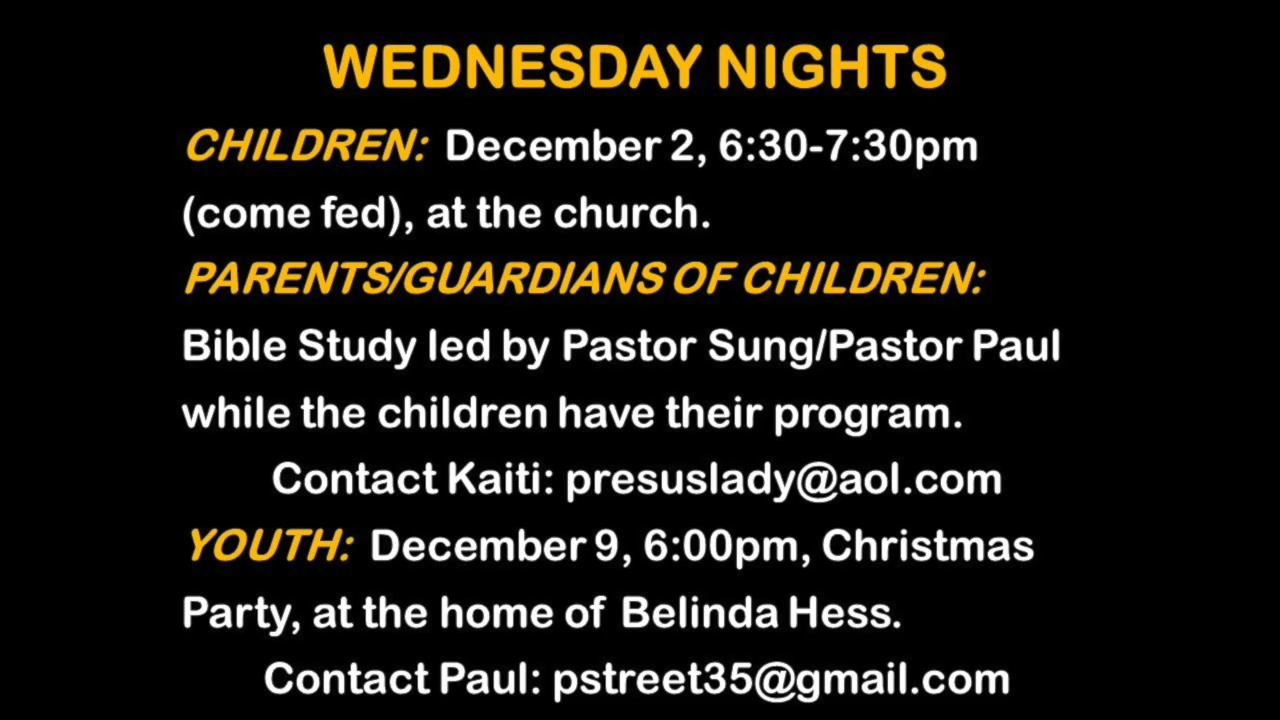 WEDNESDAY NIGHTS
CHILDREN: December 2, 6:30-7:30pm
(come fed), at the church.
PARENTS/GUARDIANS OF CHILDREN:
Bible Study led by Pastor Sung/Pastor Paul
while the children have their program.
Contact Kaiti: presuslady@aol.com
YOUTH: December 9, 6:00pm, Christmas
Party, at the home of Belinda Hess.
Contact Paul: pstreet35@gmail.com